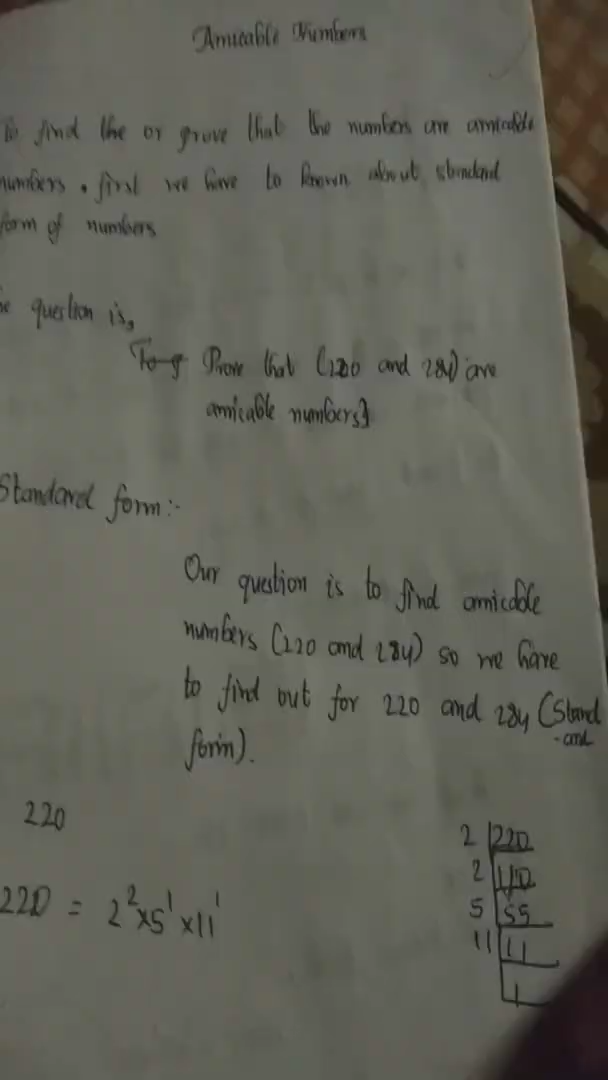 Amicable Numbers
To find the or prove that the numbers are amicable
numbers, first we have to known about standard
form of numbers
question is,
Prove that (220 and 284) are
amicable numbers}
Standard form:-
Our question is to find amicable
numbers (220 and 284) so we have
to find out for 220 and 284 (Stand
-ard
form).
220
220 = 2² x 5¹ x 11¹
2 220
2 110
5 55
11 11
1